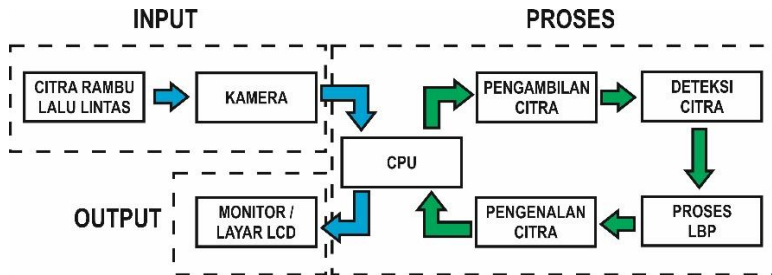 INPUT
PROSES
CITRA RAMBU
LALU LINTAS
KAMERA
PENGAMBILAN
CITRA
DETEKSI
CITRA
CPU
OUTPUT
MONITOR /
LAYAR LCD
PENGENALAN
CITRA
PROSES
LBP